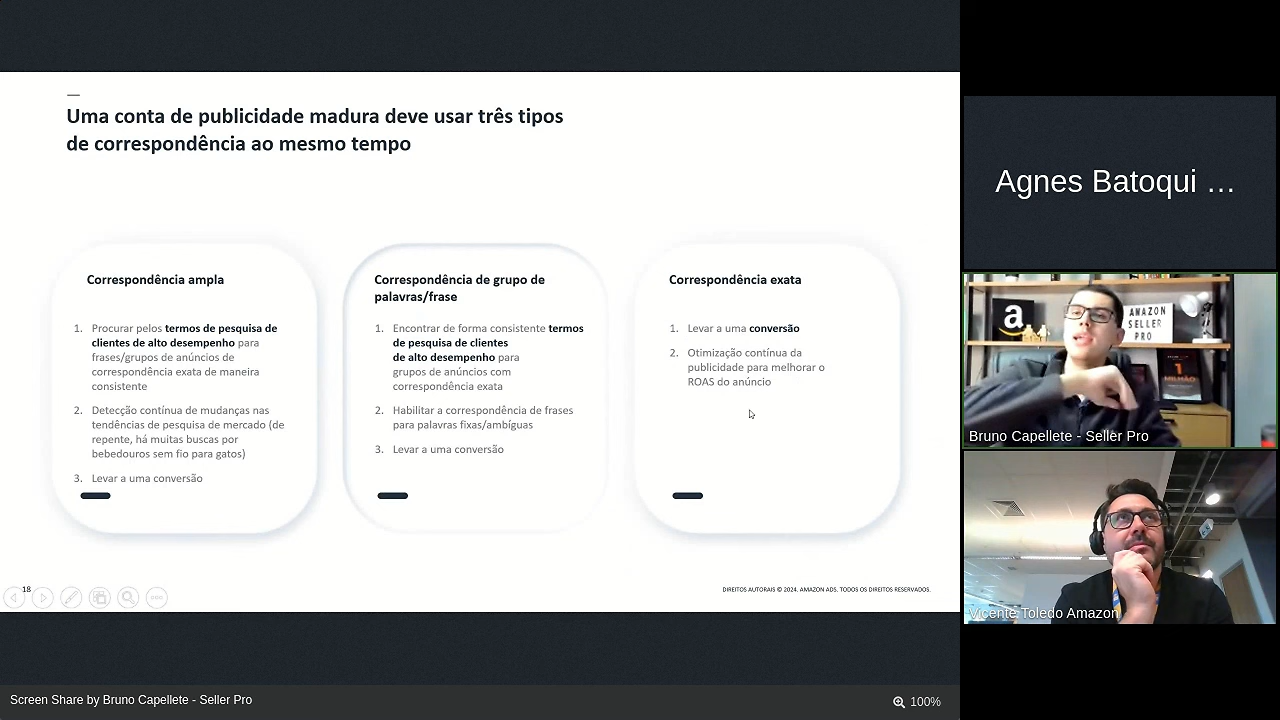 Uma conta de publicidade madura deve usar três tipos
de correspondência ao mesmo tempo
Correspondência ampla
1. Procurar pelos termos de pesquisa de
clientes de alto desempenho para
frases/grupos de anúncios de
correspondência exata de maneira
consistente
2. Detecção contínua de mudanças nas
tendências de pesquisa de mercado (de
repente, há muitas buscas por
bebedouros sem fio para gatos)
3. Levar a uma conversão
Correspondência de grupo de
palavras/frase
1. Encontrar de forma consistente termos
de pesquisa de clientes
de alto desempenho para
grupos de anúncios com
correspondência exata
2. Habilitar a correspondência de frases
para palavras fixas/ambíguas
3. Levar a uma conversão
Correspondência exata
1. Levar a uma conversão
2. Otimização contínua da
publicidade para melhorar o
ROAS do anúncio
18
DIREITOS AUTORAIS © 2024. AMAZON ADS. TODOS OS DIREITOS RESERVADOS.
Screen Share by Bruno Capellete - Seller Pro
100%
Agnes Batoqui …
a
AMAZON
SELLER
PRO
1
MILHÃO
Bruno Capellete - Seller Pro
Vicente Toledo Amazon